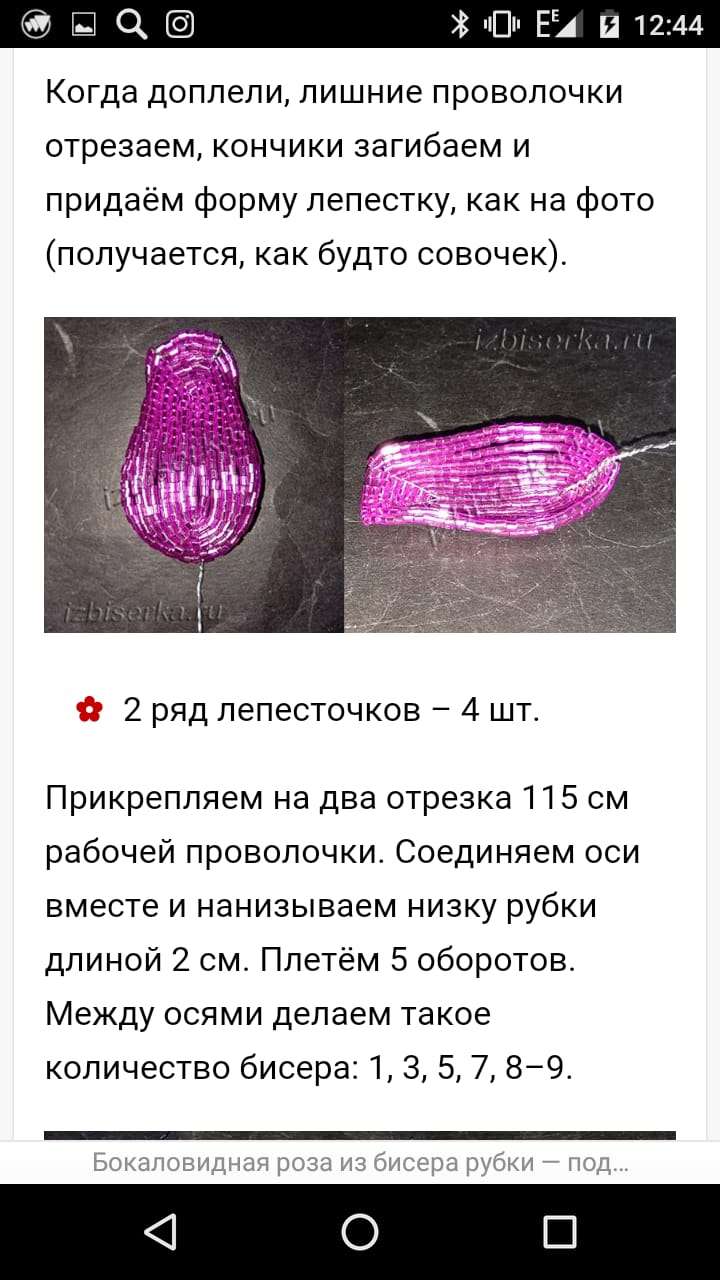 12:44
Когда доплели, лишние проволочки
отрезаем, кончики загибаем и
придаём форму лепестку, как на фото
(получается, как будто совочек).
izbiserka.ru
izbiserka.ru
2 ряд лепесточков – 4 шт.
Прикрепляем на два отрезка 115 см
рабочей проволочки. Соединяем оси
вместе и нанизываем низку рубки
длиной 2 см. Плетём 5 оборотов.
Между осями делаем такое
количество бисера: 1, 3, 5, 7, 8–9.
Бокаловидная роза из бисера рубки — под...